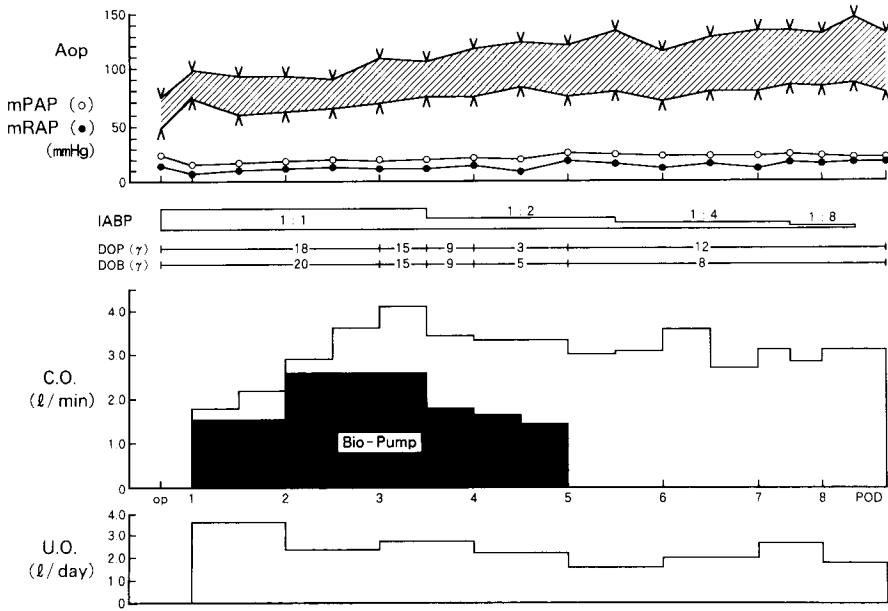 150
Aop
100
mPAP (○)
50
mRAP (●)
(mmHg)
0
IABP
1 : 1
1 : 2
1 : 4
1 : 8
DOP (γ) 18 15 9 3 12
DOB (γ) 20 15 9 5 8
4.0
3.0
C.O.
(ℓ/min)
2.0
1.0
Bio-Pump
0
op 1 2 3 4 5 6 7 8 POD
4.0
3.0
U.O.
2.0
(ℓ/day)
1.0
0